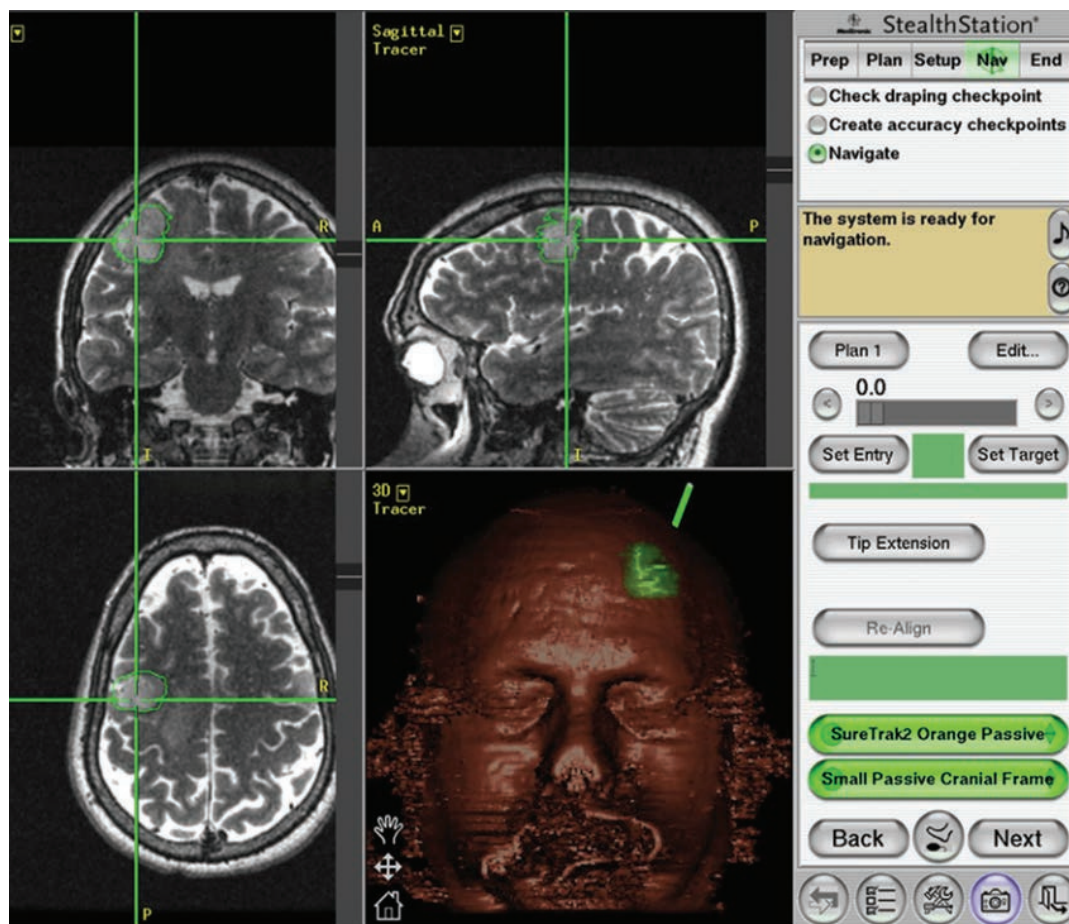 Sagittal
Tracer
R
I
A
P
I
R
P
3D
Tracer
Medtronic
StealthStation®
Prep Plan Setup Nav End
Check draping checkpoint
Create accuracy checkpoints
Navigate
The system is ready for
navigation.
?
Plan 1 Edit...
0.0
< >
Set Entry Set Target
Tip Extension
Re-Align
SureTrak2 Orange Passive
Small Passive Cranial Frame
Back Next